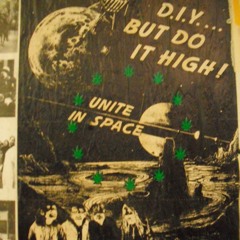 D.I.Y...
BUT DO
IT HIGH!
UNITE
IN SPACE